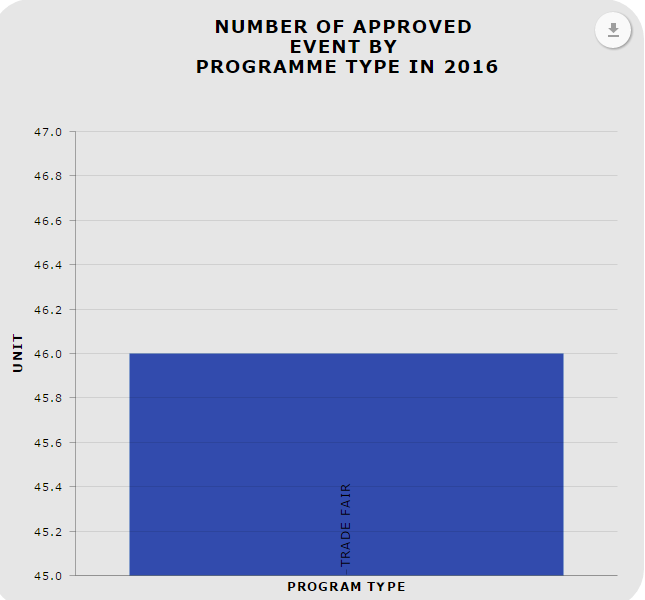 NUMBER OF APPROVED
EVENT BY
PROGRAMME TYPE IN 2016
47.0
46.8
46.6
46.4
46.2
46.0
45.8
45.6
45.4
45.2
45.0
UNIT
TRADE FAIR
PROGRAM TYPE